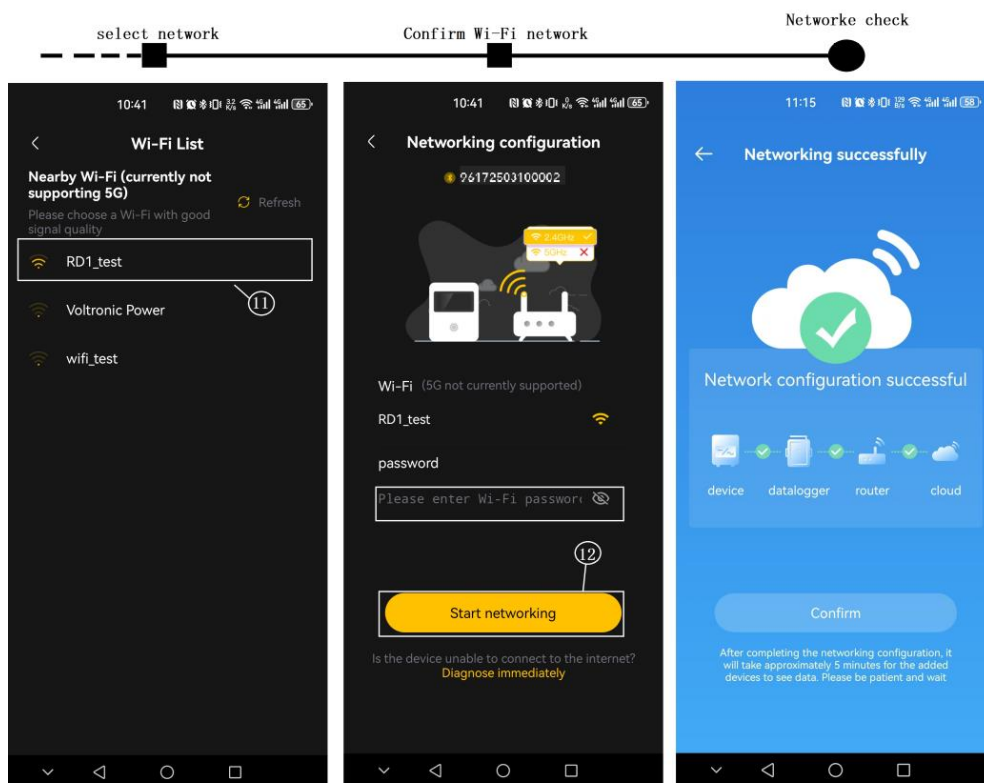 select network
Confirm Wi-Fi network
Networke check
10:41
65
Wi-Fi List
Nearby Wi-Fi (currently not
supporting 5G)
Refresh
Please choose a Wi-Fi with good
signal quality
RD1_test
11
Voltronic Power
wifi_test
10:41
65
Networking configuration
96172503100002
2.4GHz
5GHz
Wi-Fi (5G not currently supported)
RD1_test
password
Please enter Wi-Fi password
12
Start networking
Is the device unable to connect to the internet?
Diagnose immediately
11:15
58
Networking successfully
Network configuration successful
device datalogger router cloud
Confirm
After completing the networking configuration, it
will take approximately 5 minutes for the added
devices to see data. Please be patient and wait